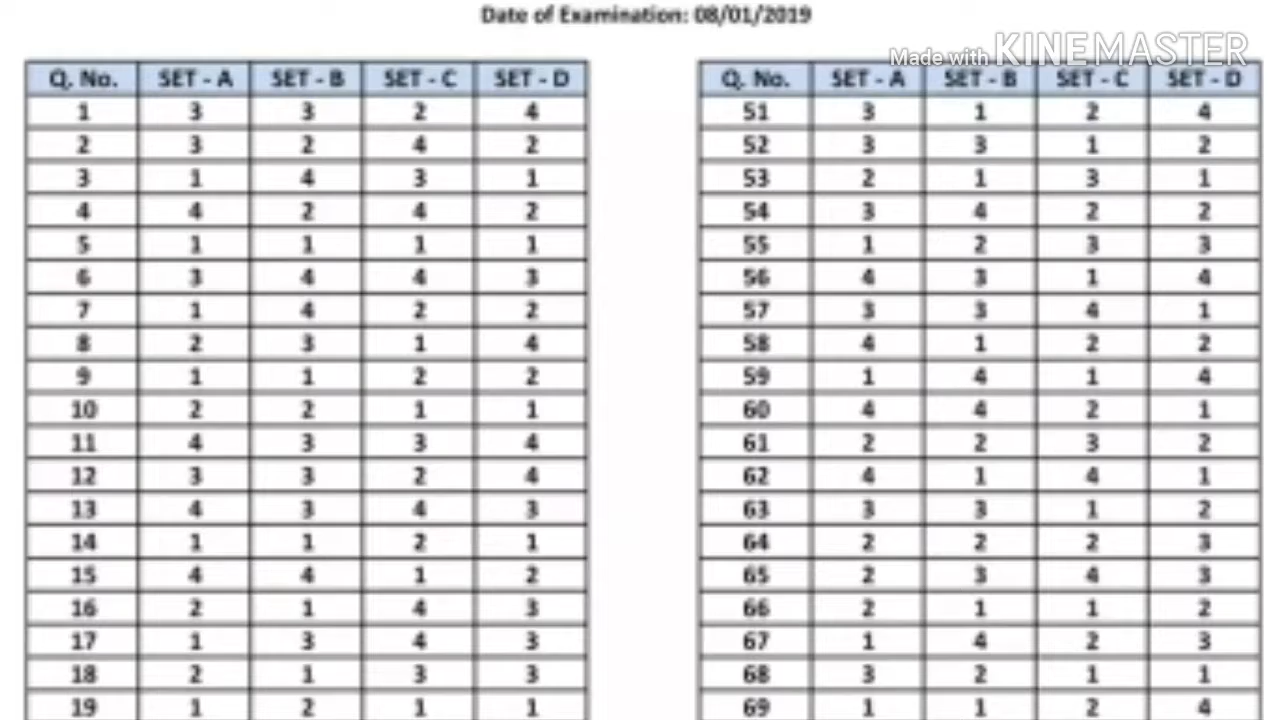 Date of Examination: 08/01/2019
Made with KINEMASTER
Q. No. SET - A SET - B SET - C SET - D
1 3 3 2 4
2 3 2 4 2
3 1 4 3 1
4 4 2 4 2
5 1 1 1 1
6 3 4 4 3
7 1 4 2 2
8 2 3 1 4
9 1 1 2 2
10 2 2 1 1
11 4 3 3 4
12 3 3 2 4
13 4 3 4 3
14 1 1 2 1
15 4 4 1 2
16 2 1 4 3
17 1 3 4 3
18 2 1 3 3
19 1 2 1 1
Q. No. SET - A SET - B SET - C SET - D
51 3 1 2 4
52 3 3 1 2
53 2 1 3 1
54 3 4 2 2
55 1 2 3 3
56 4 3 1 4
57 3 3 4 1
58 4 1 2 2
59 1 4 1 4
60 4 4 2 1
61 2 2 3 2
62 4 1 4 1
63 3 3 1 2
64 2 2 2 3
65 2 3 4 3
66 2 1 1 2
67 1 4 2 3
68 3 2 1 1
69 1 1 2 4